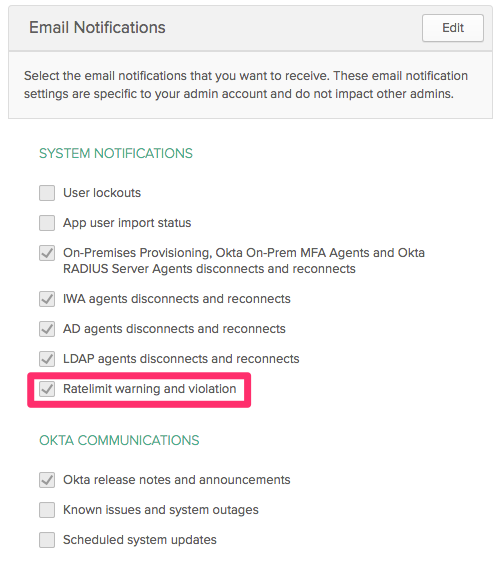 Email Notifications
Edit
Select the email notifications that you want to receive. These email notification
settings are specific to your admin account and do not impact other admins.
SYSTEM NOTIFICATIONS
User lockouts
App user import status
On-Premises Provisioning, Okta On-Prem MFA Agents and Okta
RADIUS Server Agents disconnects and reconnects
IWA agents disconnects and reconnects
AD agents disconnects and reconnects
LDAP agents disconnects and reconnects
Ratelimit warning and violation
OKTA COMMUNICATIONS
Okta release notes and announcements
Known issues and system outages
Scheduled system updates